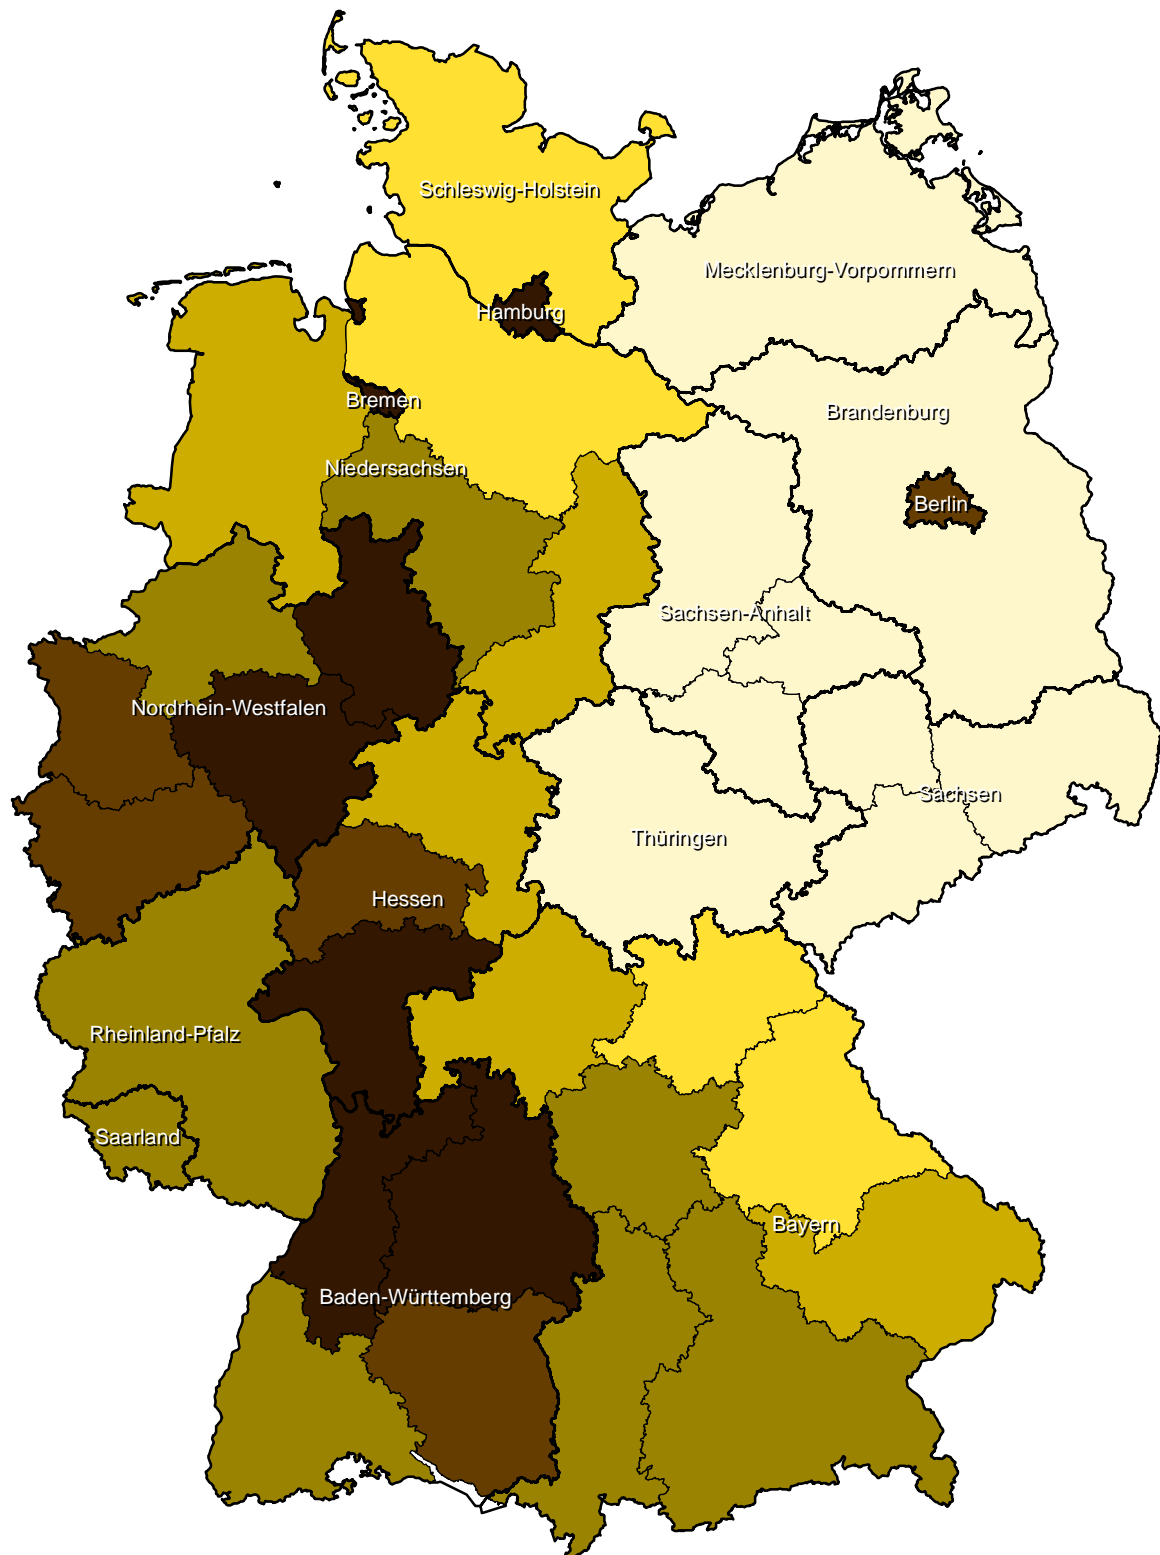 Schleswig-Holstein
Mecklenburg-Vorpommern
Hamburg
Bremen
Brandenburg
Niedersachsen
Berlin
Sachsen-Anhalt
Nordrhein-Westfalen
Sachsen
Thüringen
Hessen
Rheinland-Pfalz
Saarland
Bayern
Baden-Württemberg